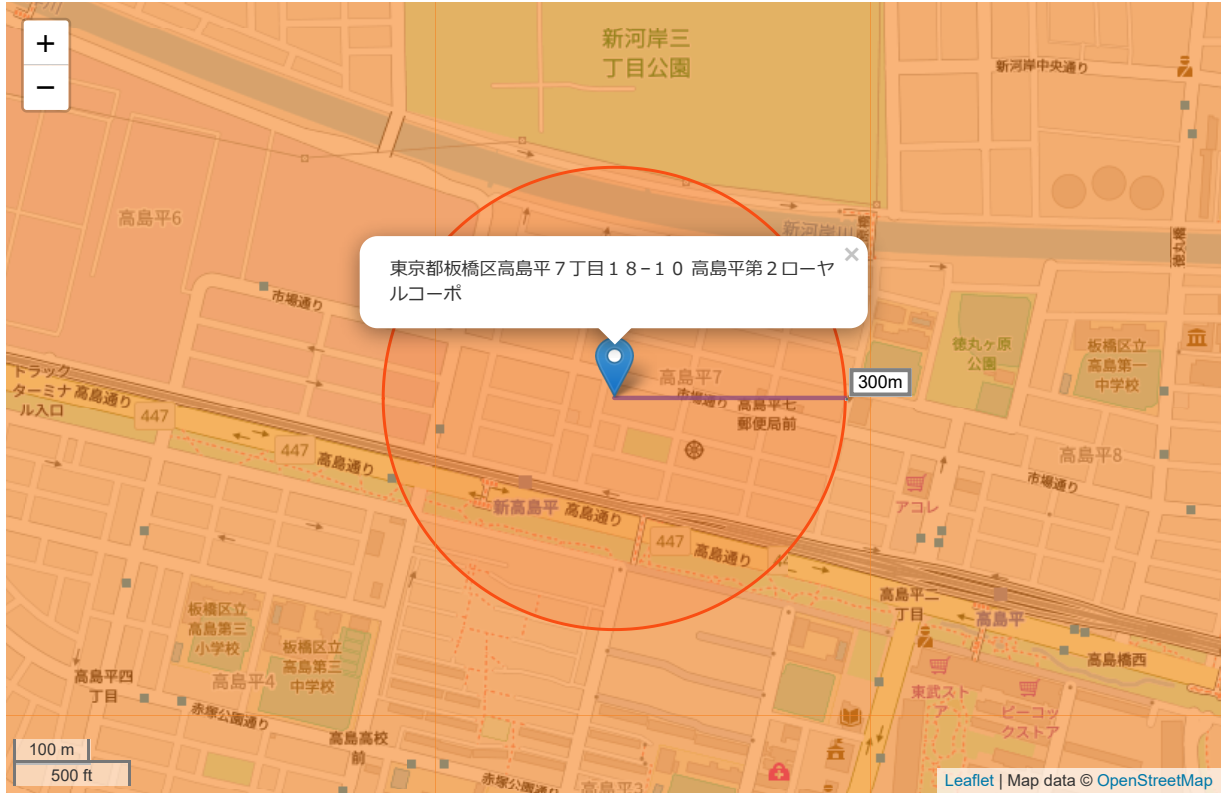 +
−
新河岸三
丁目公園
新河岸中央通り
高島平6
新河岸川
徳丸橋
東京都板橋区高島平７丁目１８−１０ 高島平第２ローヤ
ルコーポ
×
市場通り
徳丸ヶ原
公園
板橋区立
高島第一
中学校
トラック
ターミナ
ル入口
高島通り
447
高島平7
市場通り
高島平七
郵便局前
300m
447
高島通り
高島平8
市場通り
アコレ
新高島平
高島通り
447
高島通り
高島平二
丁目
高島平
高島橋西
板橋区立
高島第三
小学校
板橋区立
高島第三
中学校
高島平四
丁目
高島平4
赤塚公園通り
高島高校
前
東武スト
ア
ピーコッ
クストア
赤塚公園通り
高島平3
100 m
500 ft
Leaflet | Map data © OpenStreetMap